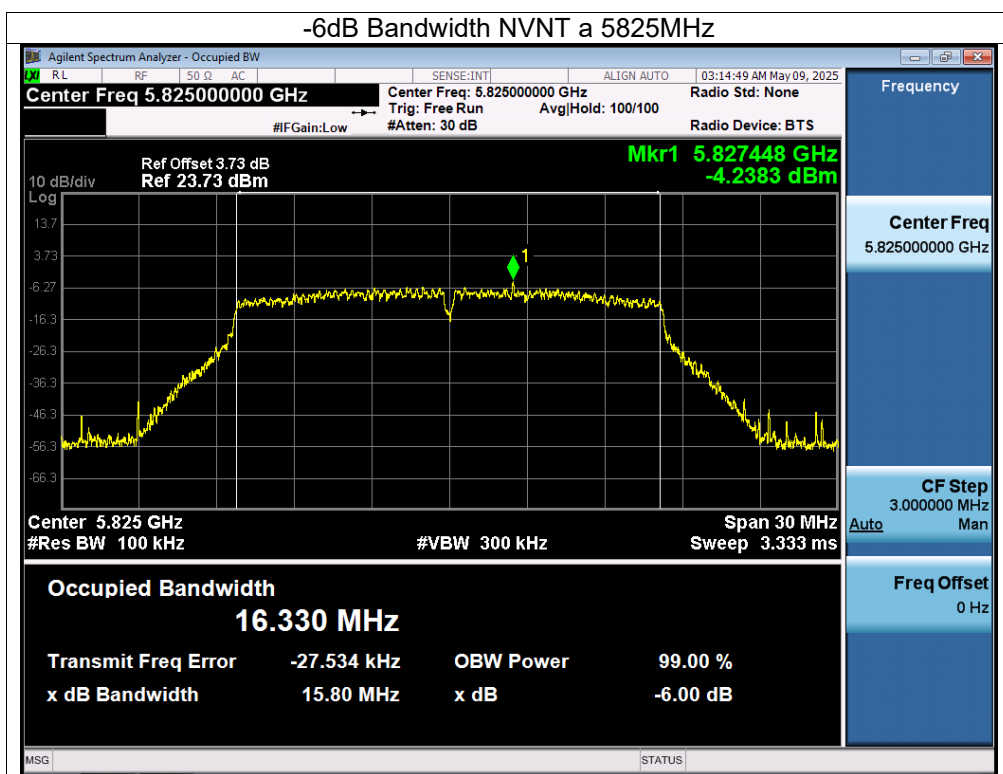 -6dB Bandwidth NVNT a 5825MHz
Agilent Spectrum Analyzer - Occupied BW
LXI RL RF 50 Ω AC SENSE:INT ALIGN AUTO 03:14:49 AM May 09, 2025
Center Freq 5.825000000 GHz
Center Freq: 5.825000000 GHz Radio Std: None
Trig: Free Run Avg|Hold: 100/100
#IFGain:Low #Atten: 30 dB Radio Device: BTS
Frequency
Mkr1 5.827448 GHz
-4.2383 dBm
Ref Offset 3.73 dB
10 dB/div Ref 23.73 dBm
Log
13.7
3.73
-6.27
-16.3
-26.3
-36.3
-46.3
-56.3
-66.3
1
Center 5.825 GHz Span 30 MHz
#Res BW 100 kHz #VBW 300 kHz Sweep 3.333 ms
Center Freq
5.825000000 GHz
CF Step
3.000000 MHz
Auto Man
Freq Offset
0 Hz
Occupied Bandwidth
16.330 MHz
Transmit Freq Error -27.534 kHz OBW Power 99.00 %
x dB Bandwidth 15.80 MHz x dB -6.00 dB
MSG STATUS